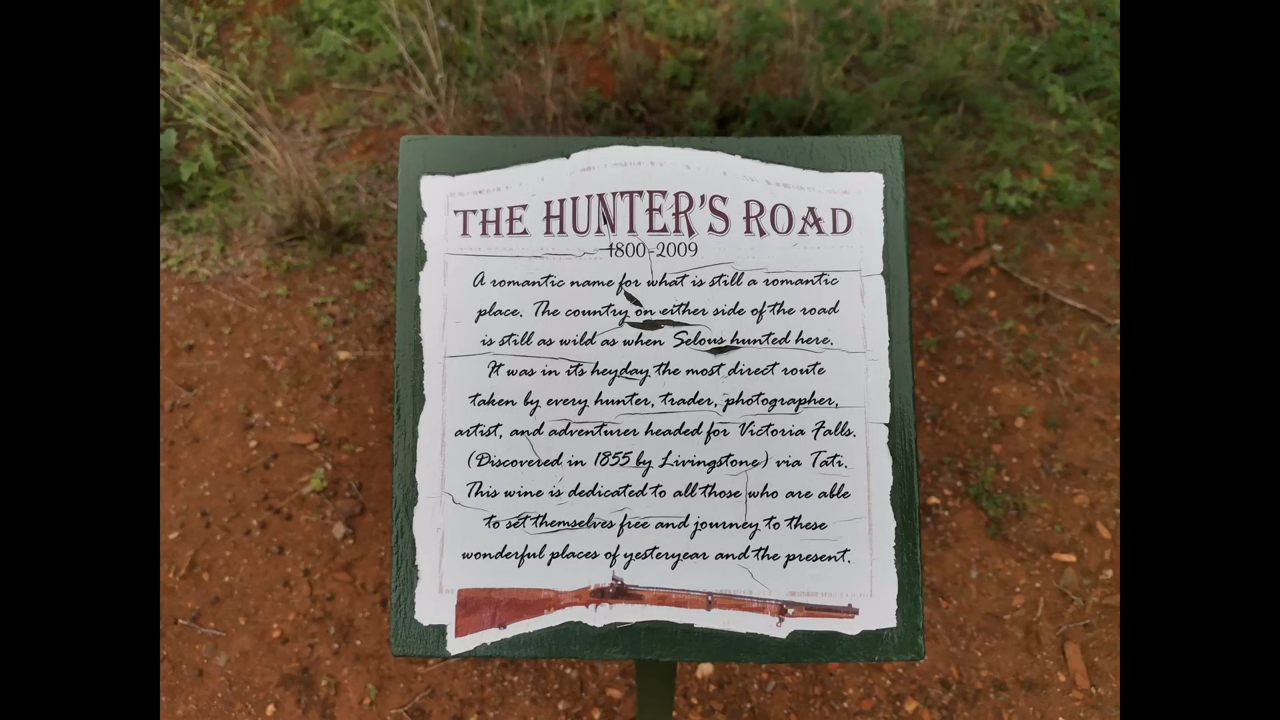 THE HUNTER'S ROAD
1800-2009
A romantic name for what is still a romantic
place. The country on either side of the road
is still as wild as when Selous hunted here.
It was in its heyday the most direct route
taken by every hunter, trader, photographer,
artist, and adventurer headed for Victoria Falls.
(Discovered in 1855 by Livingstone) via Tati.
This wine is dedicated to all those who are able
to set themselves free and journey to these
wonderful places of yesteryear and the present.